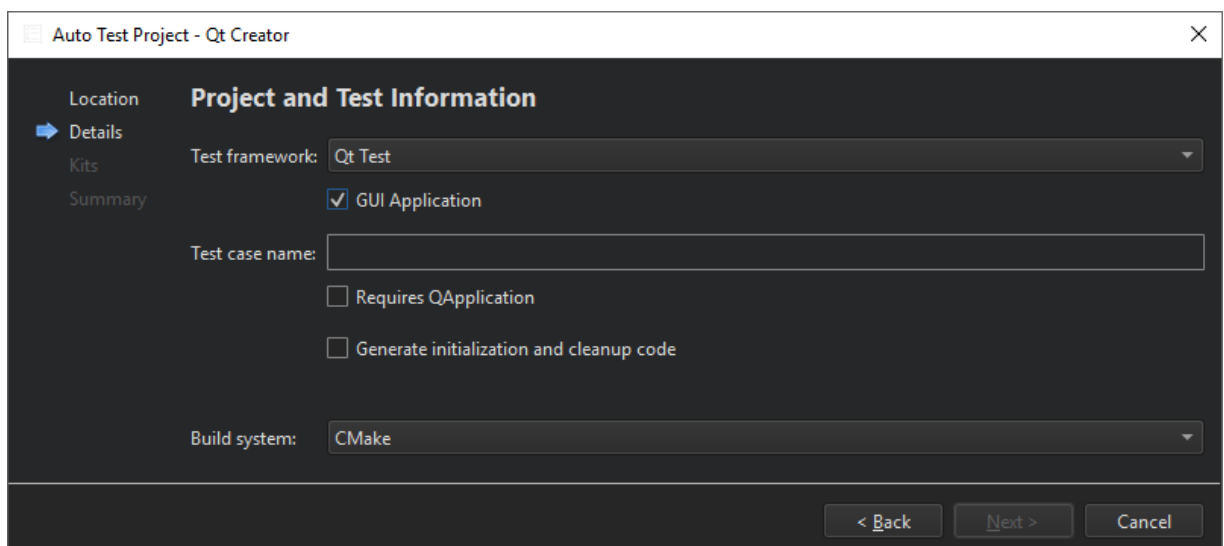 Auto Test Project - Qt Creator
Location
Details
Kits
Summary
Project and Test Information
Test framework: Qt Test
GUI Application
Test case name:
Requires QApplication
Generate initialization and cleanup code
Build system: CMake
< Back Next > Cancel